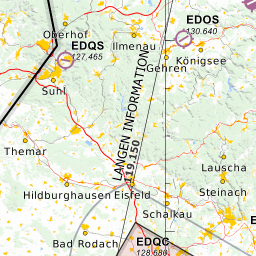 EDOS
130.640
Oberhof
EDQS
127.465
Ilmenau
Gehren
Königsee
Suhl
LANGEN INFORMATION
119.150
Themar
Lauscha
Steinach
Hildburghausen
Eisfeld
Schalkau
Bad Rodach
EDQC
128.680